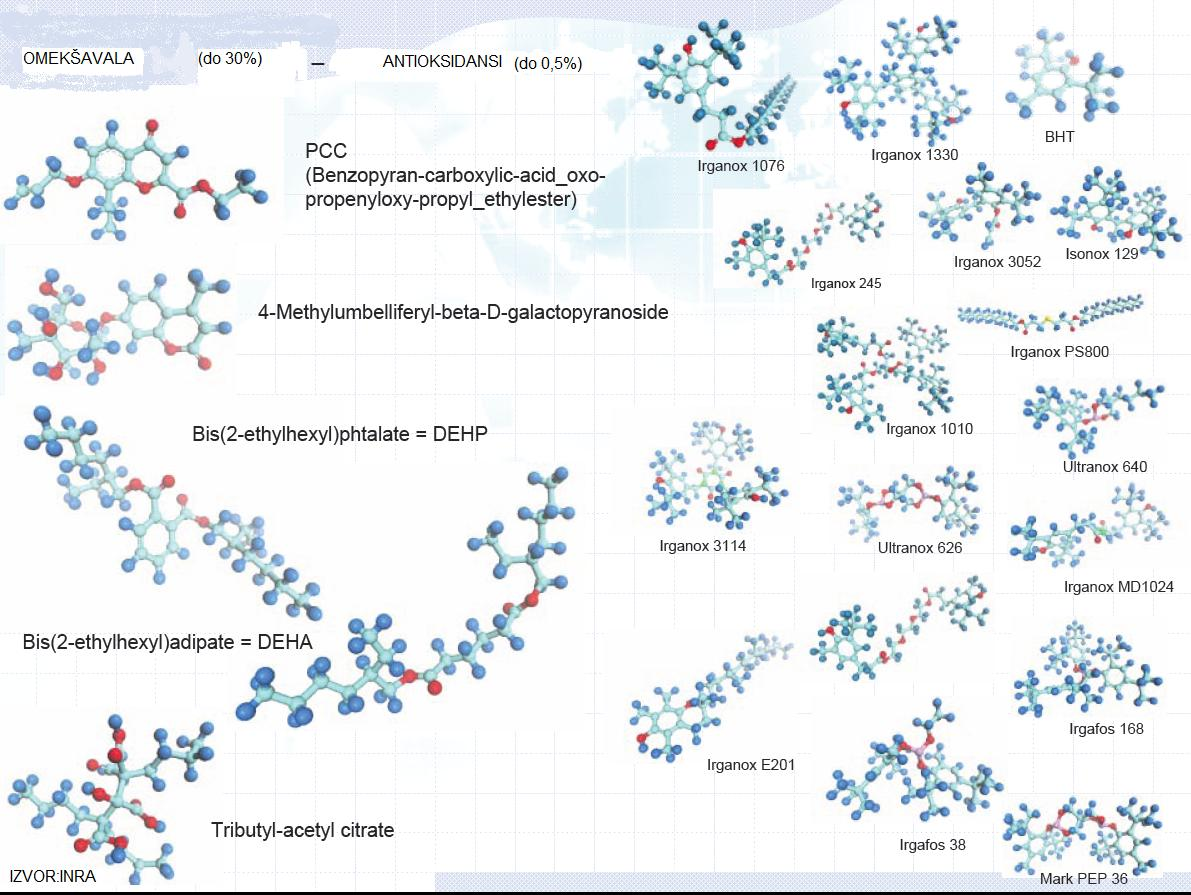 OMEKŠAVALA (do 30%) – ANTIOKSIDANSI (do 0,5%)
PCC
(Benzopyran-carboxylic-acid_oxo-
propenyloxy-propyl_ethylester)
4-Methylumbelliferyl-beta-D-galactopyranoside
Bis(2-ethylhexyl)phtalate = DEHP
Bis(2-ethylhexyl)adipate = DEHA
Tributyl-acetyl citrate
IZVOR:INRA
Irganox 1076
Irganox 1330
BHT
Irganox 245
Irganox 3052
Isonox 129
Irganox PS800
Irganox 1010
Ultranox 640
Irganox 3114
Ultranox 626
Irganox MD1024
Irganox E201
Irgafos 168
Irgafos 38
Mark PEP 36